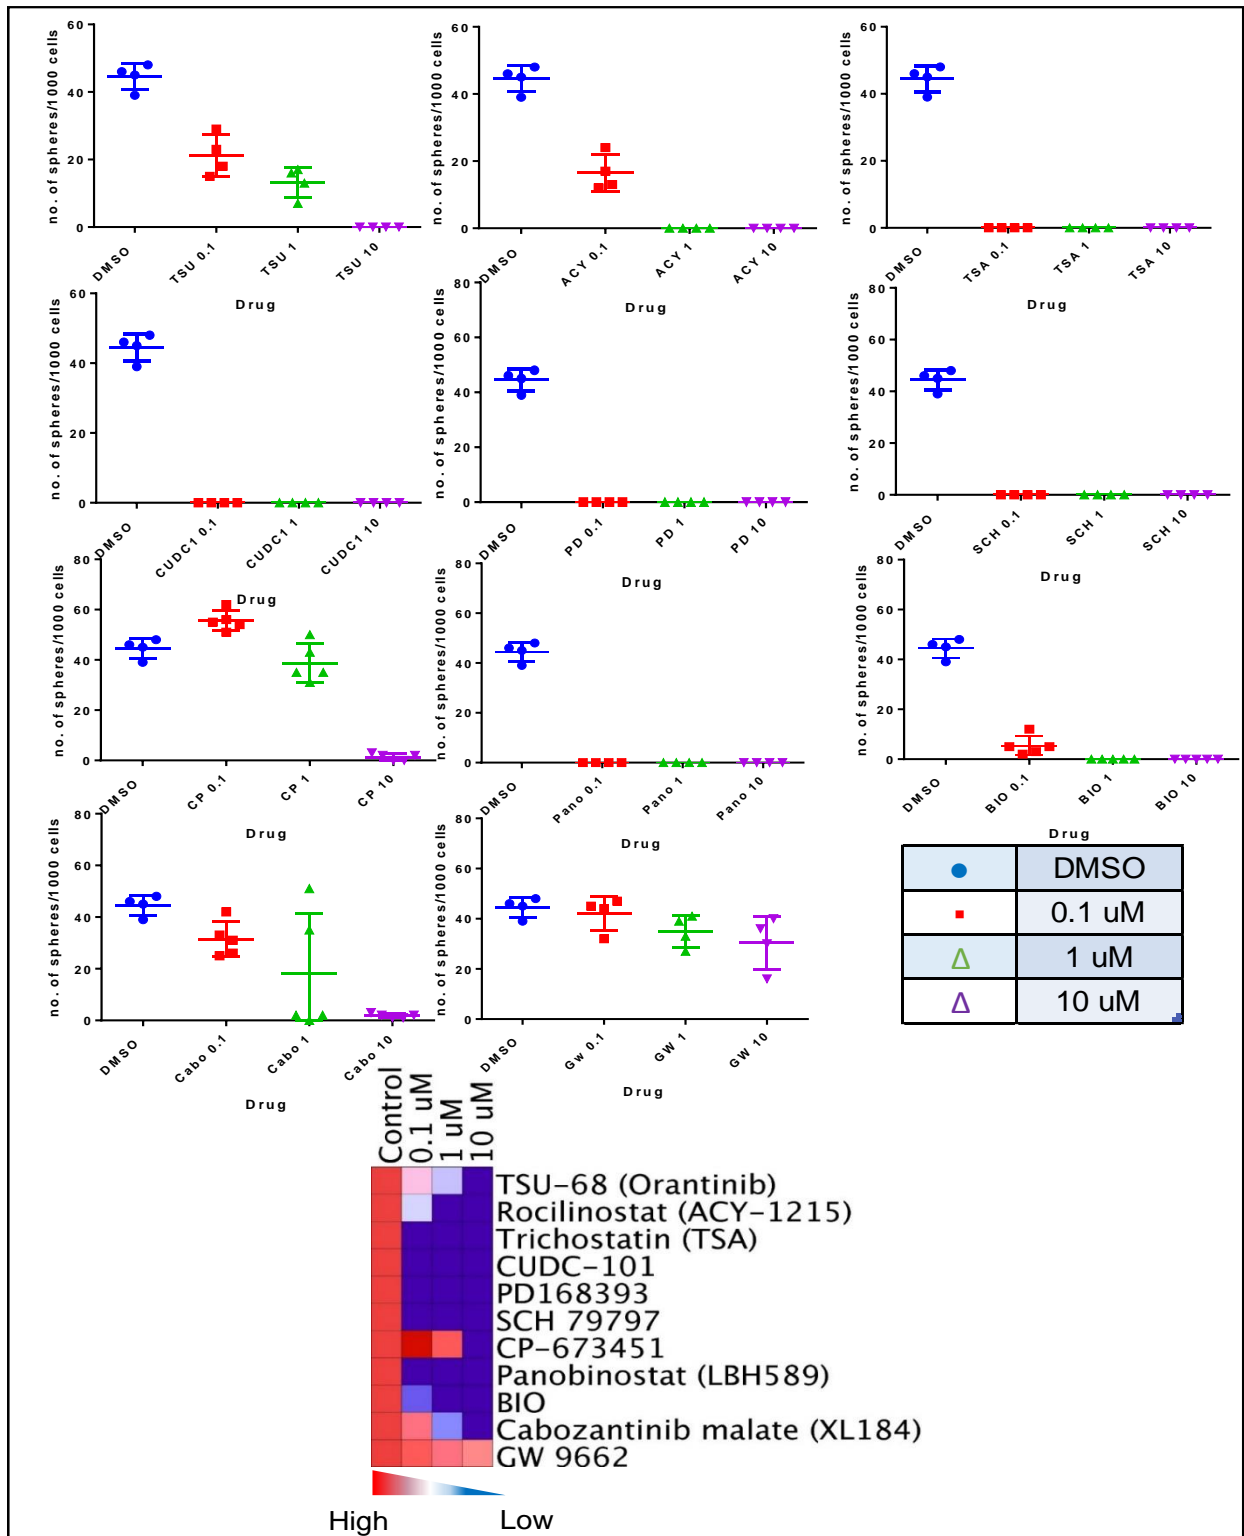 60
40
20
0
no. of spheres/1000 cells
DMSO
TSU 0.1
TSU 1
TSU 10
Drug
60
40
20
0
no. of spheres/1000 cells
DMSO
ACY 0.1
ACY 1
ACY 10
Drug
60
40
20
0
no. of spheres/1000 cells
DMSO
TSA 0.1
TSA 1
TSA 10
60
40
20
0
no. of spheres/1000 cells
DMSO
CUDC1 0.1
CUDC1 1
CUDC1 10
Drug
80
60
40
20
0
no. of spheres/1000 cells
DMSO
PD 0.1
PD 1
PD 10
Drug
80
60
40
20
0
no. of spheres/1000 cells
DMSO
SCH 0.1
SCH 1
SCH 10
Drug
80
60
40
20
0
no. of spheres/1000 cells
DMSO
CP 0.1
CP 1
CP 10
Drug
80
60
40
20
0
no. of spheres/1000 cells
DMSO
Pano 0.1
Pano 1
Pano 10
Drug
80
60
40
20
0
no. of spheres/1000 cells
DMSO
BIO 0.1
BIO 1
BIO 10
Drug
80
60
40
20
0
no. of spheres/1000 cells
DMSO
Cabo 0.1
Cabo 1
Cabo 10
Drug
80
60
40
20
0
no. of spheres/1000 cells
DMSO
Gw 0.1
GW 1
GW 10
Drug
DMSO
0.1 uM
Δ 1 uM
Δ 10 uM
Control
0.1 uM
1 uM
10 uM
TSU-68 (Orantinib)
Rocilinostat (ACY-1215)
Trichostatin (TSA)
CUDC-101
PD168393
SCH 79797
CP-673451
Panobinostat (LBH589)
BIO
Cabozantinib malate (XL184)
GW 9662
High Low